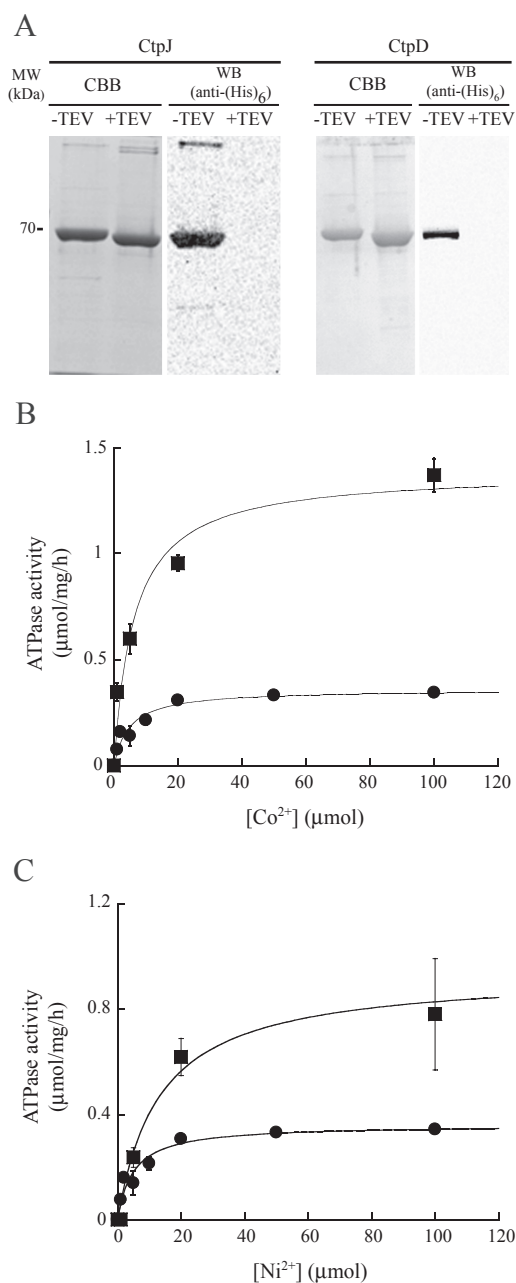 A
CtpJ CtpD
MW
(kDa)
CBB WB
(anti-(His)6) CBB WB
(anti-(His)6)
-TEV +TEV -TEV +TEV -TEV +TEV -TEV +TEV
70-
B
1.5
1
0.5
0
ATPase activity
(μmol/mg/h)
0 20 40 60 80 100 120
[Co²⁺] (μmol)
C
1.2
0.8
0.4
0
ATPase activity
(μmol/mg/h)
0 20 40 60 80 100 120
[Ni²⁺] (μmol)